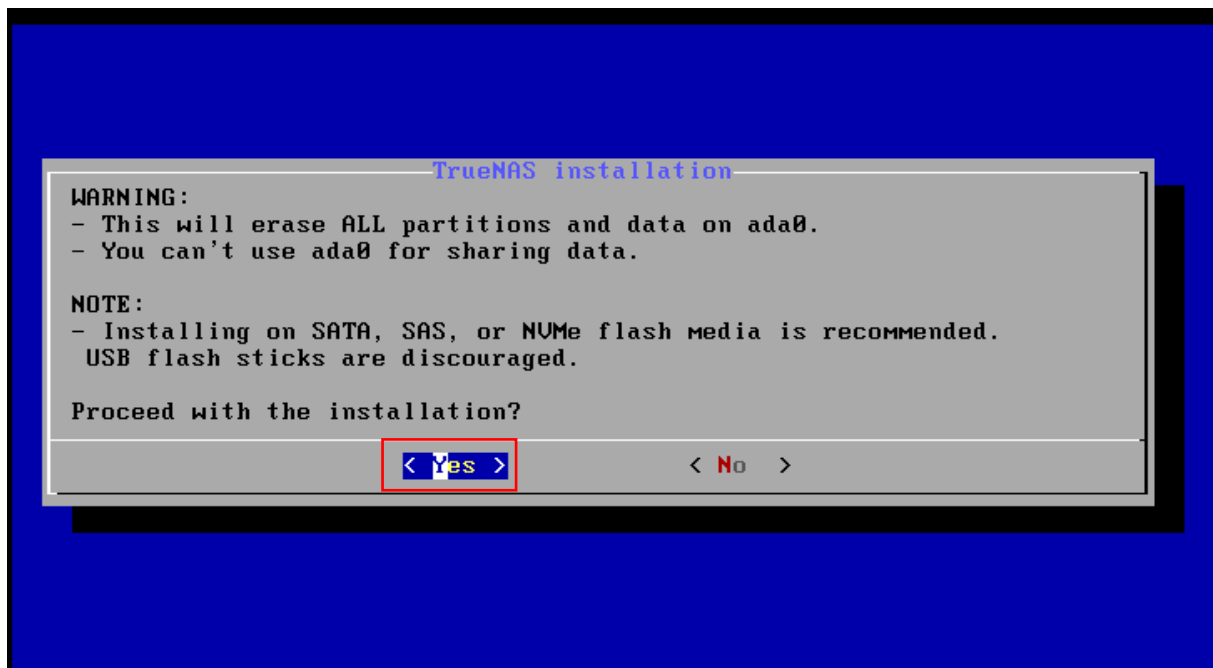 TrueNAS installation
WARNING:
- This will erase ALL partitions and data on ada0.
- You can't use ada0 for sharing data.
NOTE:
- Installing on SATA, SAS, or NVMe flash media is recommended.
USB flash sticks are discouraged.
Proceed with the installation?
< Yes > < No >